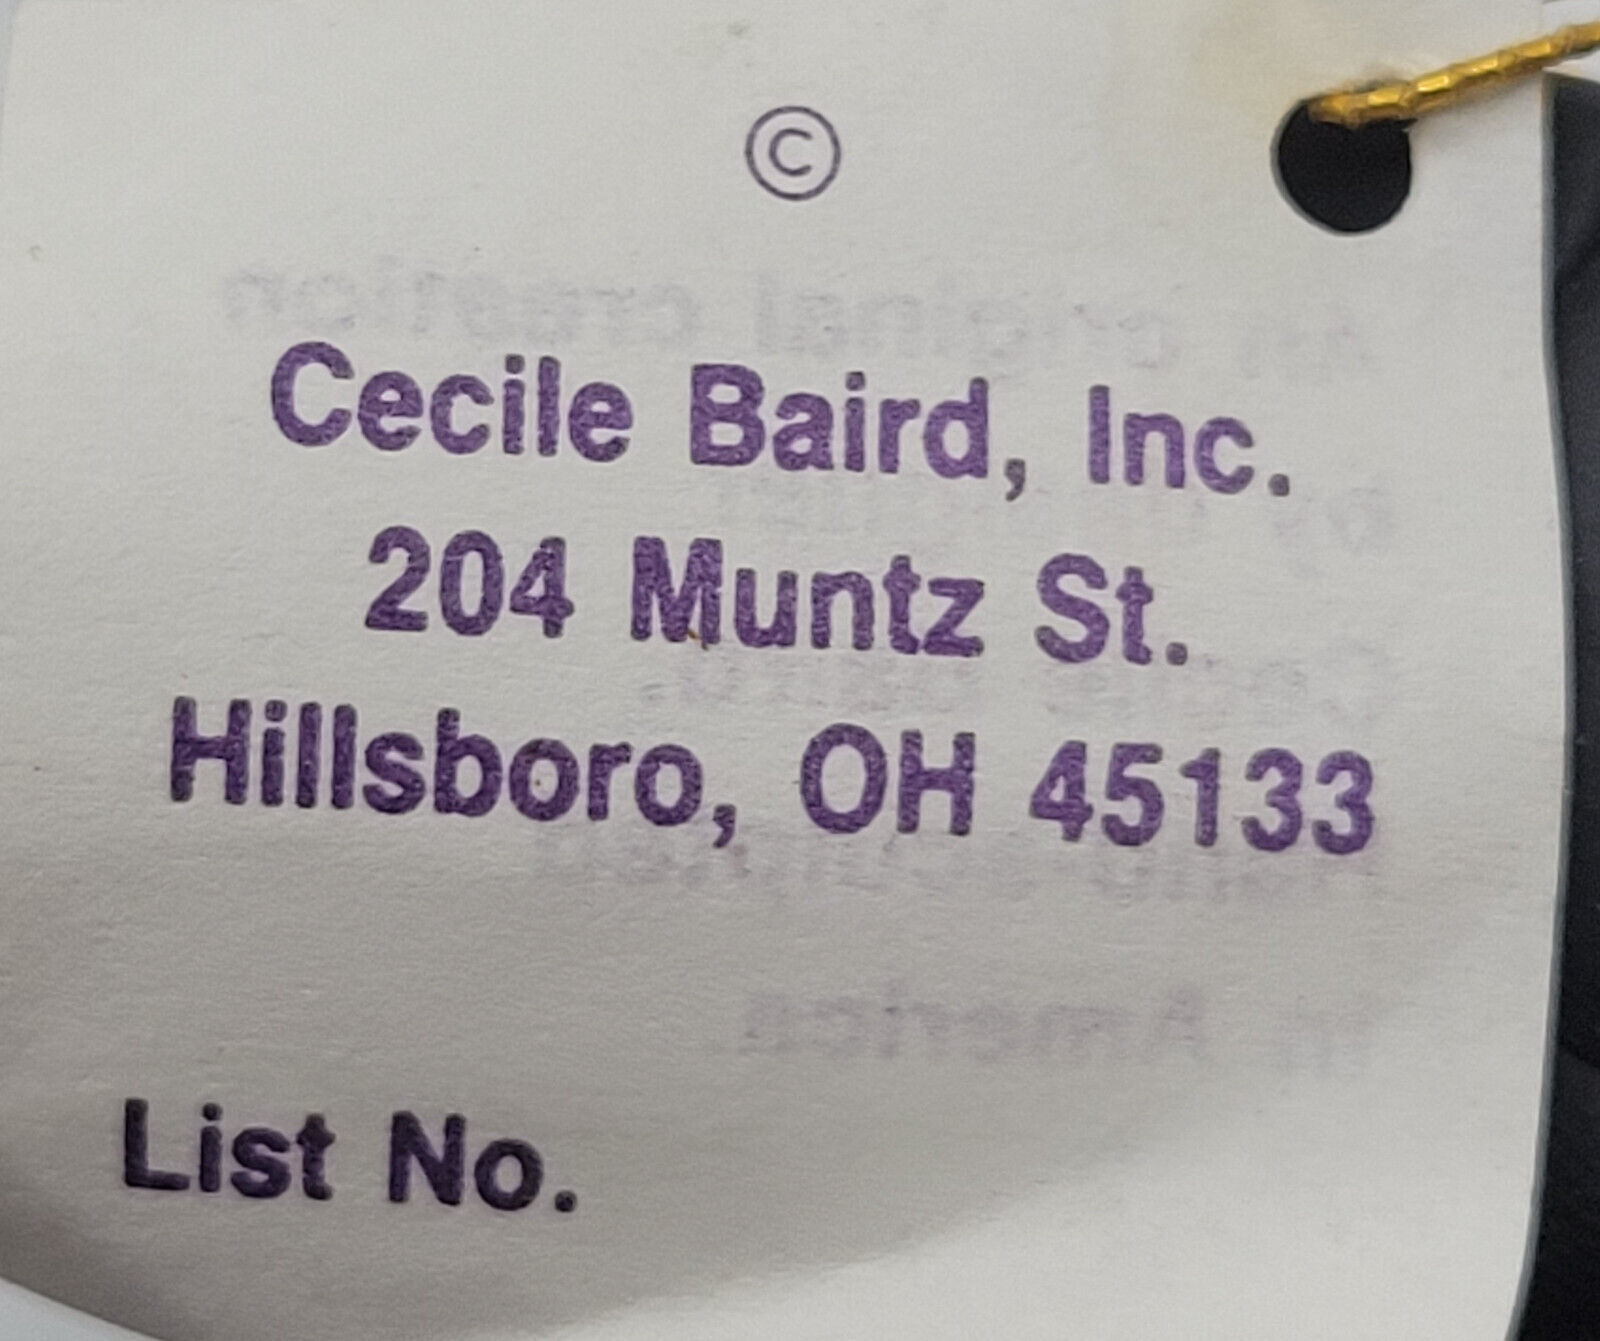 ©
Cecile Baird, Inc.
204 Muntz St.
Hillsboro, OH 45133
List No.